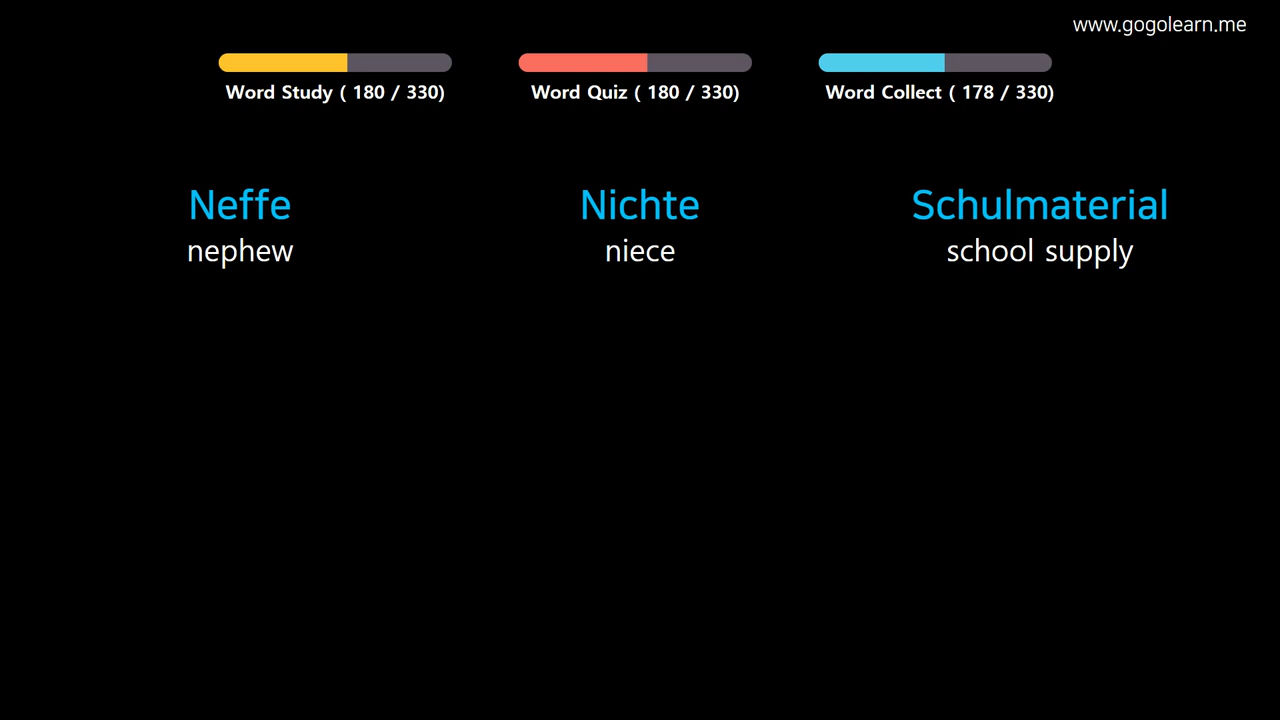 www.gogolearn.me
Word Study ( 180 / 330)
Word Quiz ( 180 / 330)
Word Collect ( 178 / 330)
Neffe
nephew
Nichte
niece
Schulmaterial
school supply